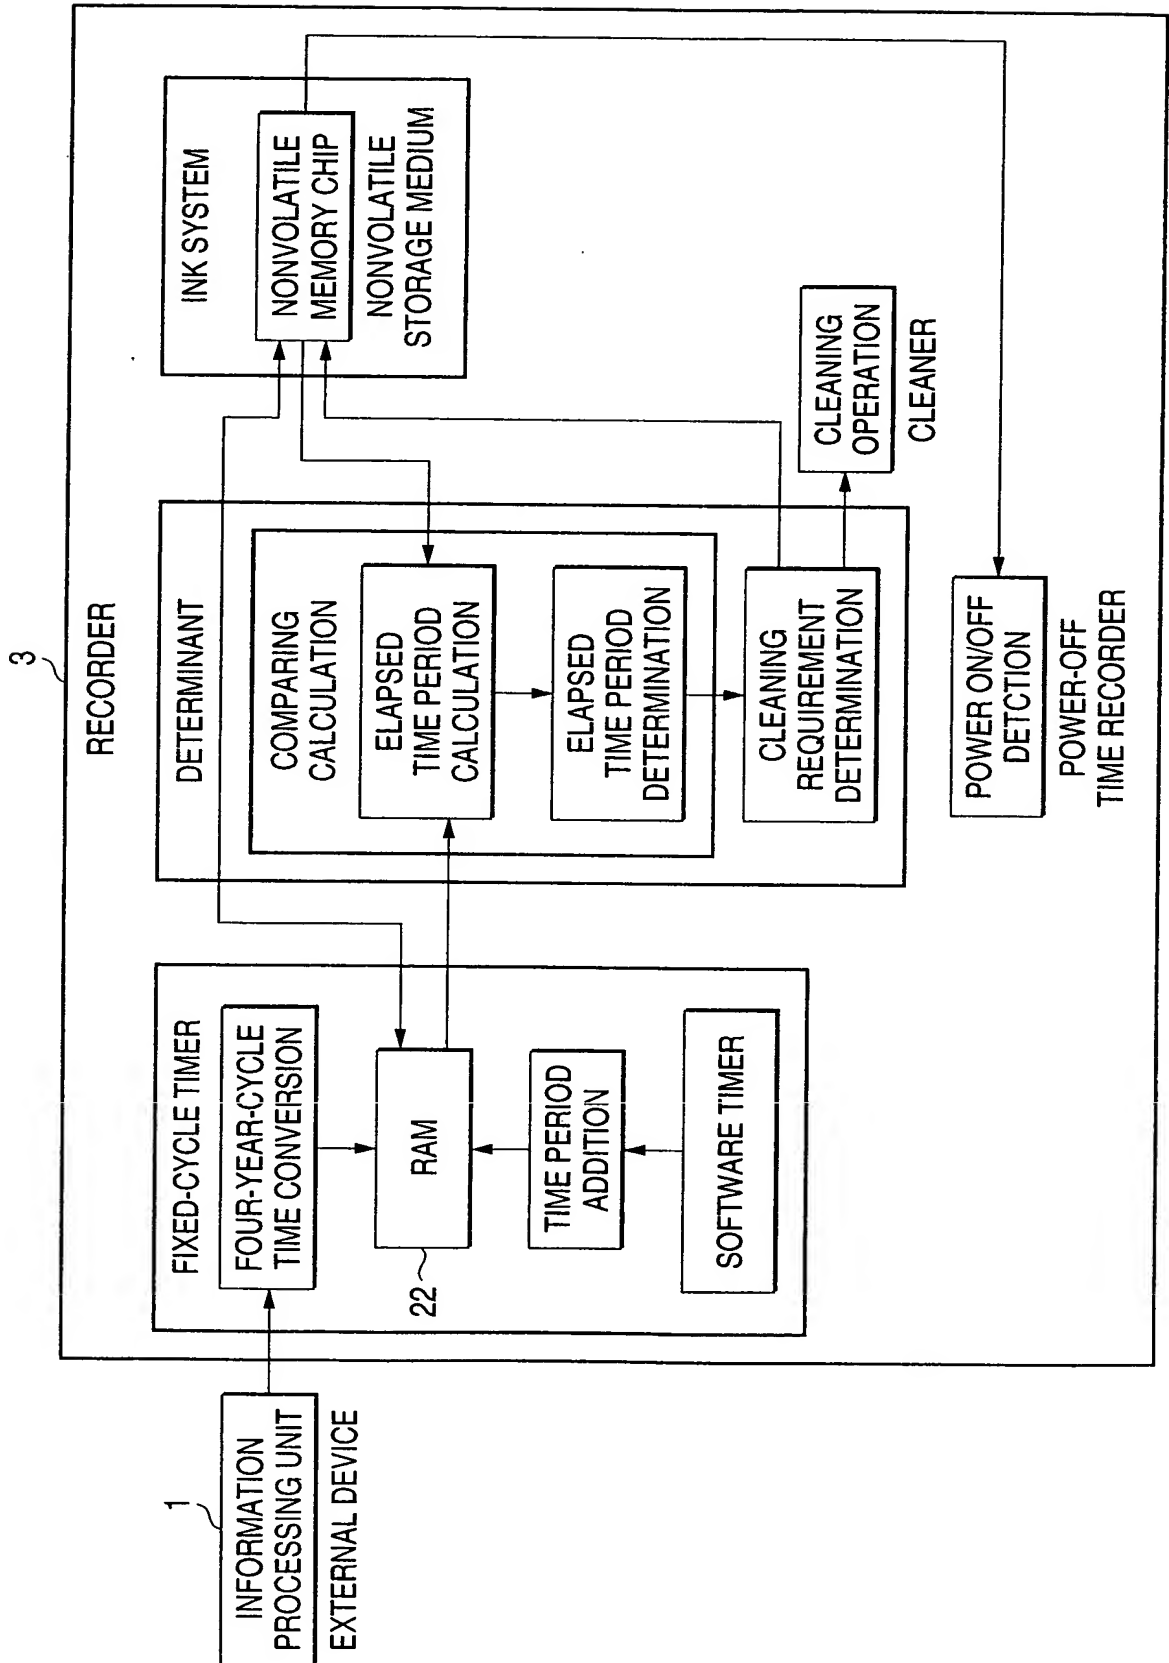 3
RECORDER
1
INFORMATION
PROCESSING UNIT
EXTERNAL DEVICE
FIXED-CYCLE TIMER
FOUR-YEAR-CYCLE
TIME CONVERSION
RAM
22
TIME PERIOD
ADDITION
SOFTWARE TIMER
DETERMINANT
COMPARING
CALCULATION
ELAPSED
TIME PERIOD
CALCULATION
ELAPSED
TIME PERIOD
DETERMINATION
CLEANING
REQUIREMENT
DETERMINATION
INK SYSTEM
NONVOLATILE
MEMORY CHIP
NONVOLATILE
STORAGE MEDIUM
CLEANING
OPERATION
CLEANER
POWER ON/OFF
DETCTION
POWER-OFF
TIME RECORDER